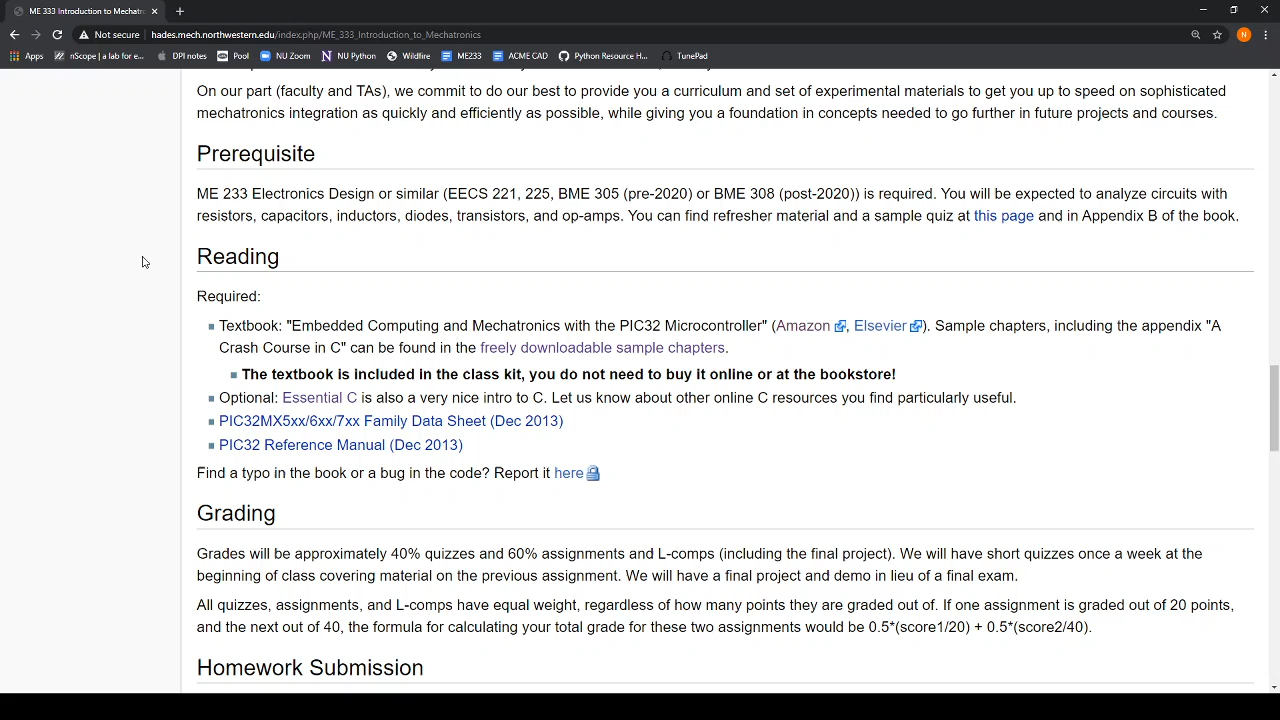 ME 333 Introduction to Mechatr
Not secure
hades.mech.northwestern.edu/index.php/ME_333_Introduction_to_Mechatronics
N
Apps
nScope | a lab for e...
DPI notes
Pool
NU Zoom
NU Python
Wildfire
ME233
ACME CAD
Python Resource H...
TunePad
On our part (faculty and TAs), we commit to do our best to provide you a curriculum and set of experimental materials to get you up to speed on sophisticated
mechatronics integration as quickly and efficiently as possible, while giving you a foundation in concepts needed to go further in future projects and courses.
Prerequisite
ME 233 Electronics Design or similar (EECS 221, 225, BME 305 (pre-2020) or BME 308 (post-2020)) is required. You will be expected to analyze circuits with
resistors, capacitors, inductors, diodes, transistors, and op-amps. You can find refresher material and a sample quiz at this page and in Appendix B of the book.
Reading
Required:
Textbook: "Embedded Computing and Mechatronics with the PIC32 Microcontroller" (Amazon, Elsevier). Sample chapters, including the appendix "A
Crash Course in C" can be found in the freely downloadable sample chapters.
The textbook is included in the class kit, you do not need to buy it online or at the bookstore!
Optional: Essential C is also a very nice intro to C. Let us know about other online C resources you find particularly useful.
PIC32MX5xx/6xx/7xx Family Data Sheet (Dec 2013)
PIC32 Reference Manual (Dec 2013)
Find a typo in the book or a bug in the code? Report it here
Grading
Grades will be approximately 40% quizzes and 60% assignments and L-comps (including the final project). We will have short quizzes once a week at the
beginning of class covering material on the previous assignment. We will have a final project and demo in lieu of a final exam.
All quizzes, assignments, and L-comps have equal weight, regardless of how many points they are graded out of. If one assignment is graded out of 20 points,
and the next out of 40, the formula for calculating your total grade for these two assignments would be 0.5*(score1/20) + 0.5*(score2/40).
Homework Submission